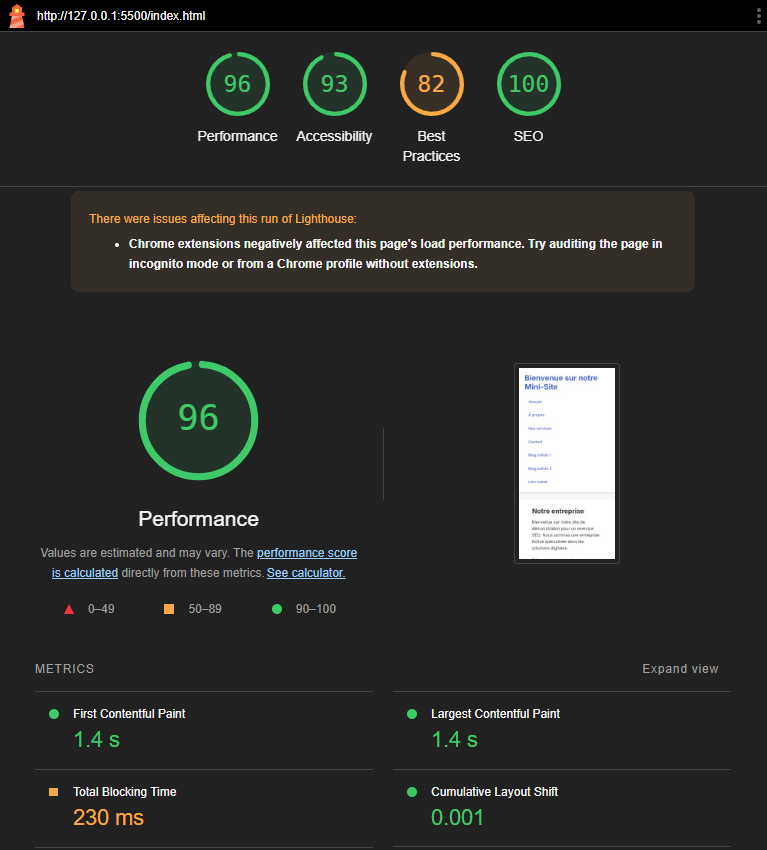 http://127.0.0.1:5500/index.html
96
93
82
100
Performance
Accessibility
Best
Practices
SEO
There were issues affecting this run of Lighthouse:
Chrome extensions negatively affected this page's load performance. Try auditing the page in
incognito mode or from a Chrome profile without extensions.
96
Performance
Values are estimated and may vary. The performance score
is calculated directly from these metrics. See calculator.
0–49
50–89
90–100
Bienvenue sur notre
Mini-Site
Accueil
À propos
Nos services
Contact
Blog article 1
Blog article 2
Lien cassé
Notre entreprise
Bienvenue sur notre site de
démonstration pour un exercice
SEO. Nous sommes une entreprise
fictive spécialisée dans les
solutions digitales.
METRICS
Expand view
First Contentful Paint
1.4 s
Largest Contentful Paint
1.4 s
Total Blocking Time
230 ms
Cumulative Layout Shift
0.001